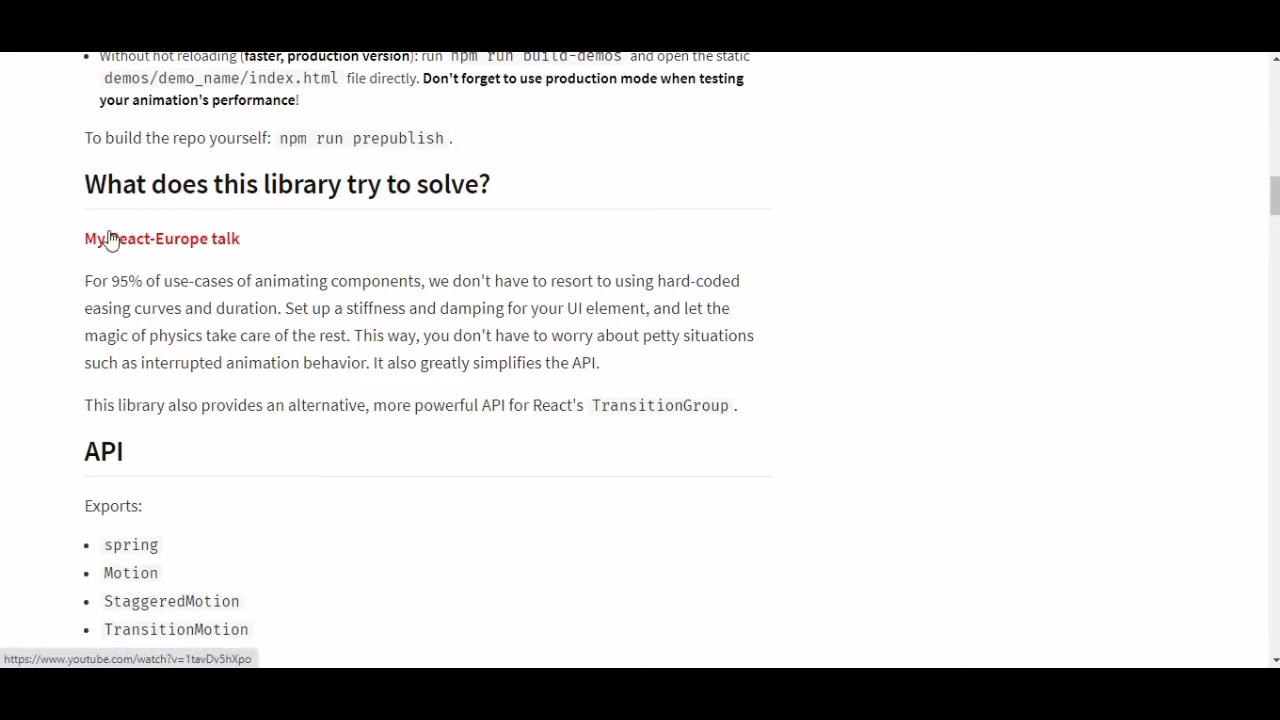 • Without hot reloading (faster, production version): run npm run build-demos and open the static
demos/demo_name/index.html file directly. Don't forget to use production mode when testing
your animation's performance!
To build the repo yourself: npm run prepublish .
What does this library try to solve?
My React-Europe talk
For 95% of use-cases of animating components, we don't have to resort to using hard-coded
easing curves and duration. Set up a stiffness and damping for your UI element, and let the
magic of physics take care of the rest. This way, you don't have to worry about petty situations
such as interrupted animation behavior. It also greatly simplifies the API.
This library also provides an alternative, more powerful API for React's TransitionGroup .
API
Exports:
• spring
• Motion
• StaggeredMotion
• TransitionMotion
https://www.youtube.com/watch?v=1tavDv5hXpo